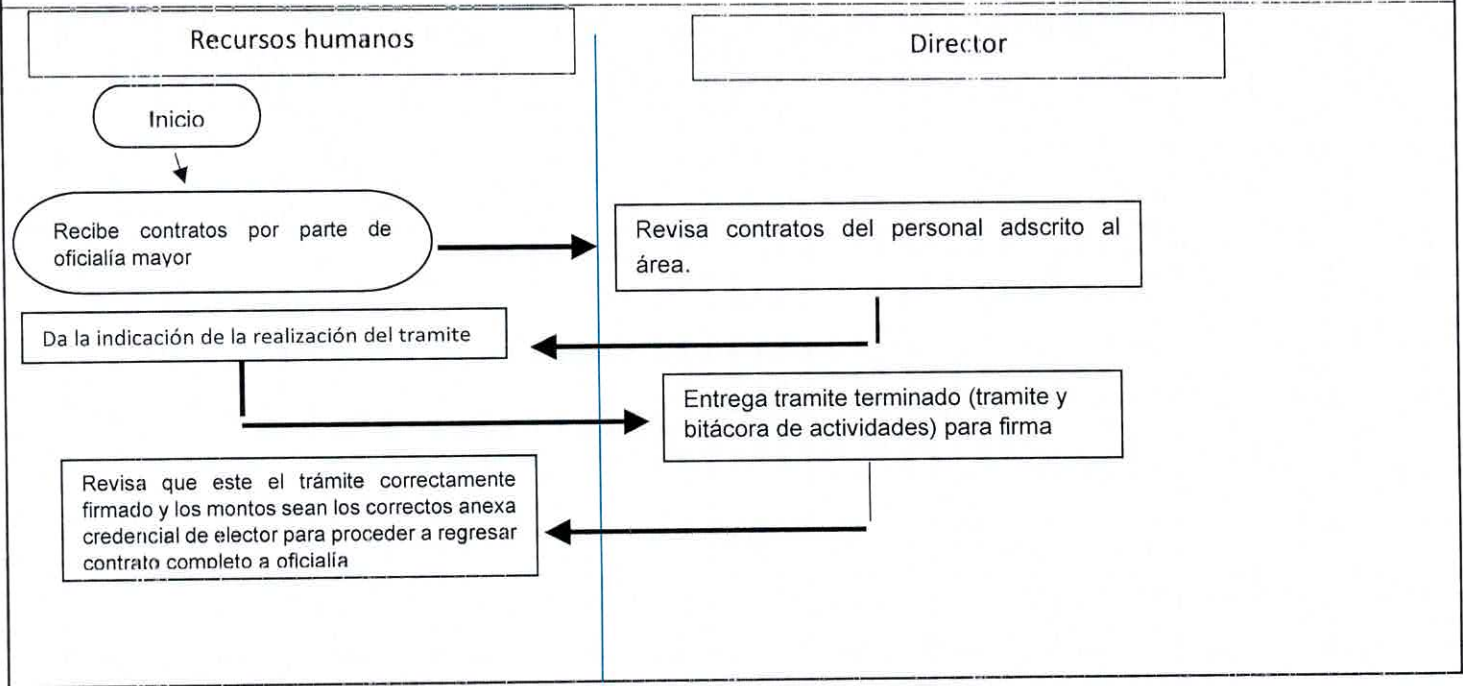 Recursos humanos
Director
Inicio
Recibe contratos por parte de
oficialía mayor
Revisa contratos del personal adscrito al
área.
Da la indicación de la realización del tramite
Entrega tramite terminado (tramite y
bitácora de actividades) para firma
Revisa que este el trámite correctamente
firmado y los montos sean los correctos anexa
credencial de elector para proceder a regresar
contrato completo a oficialía